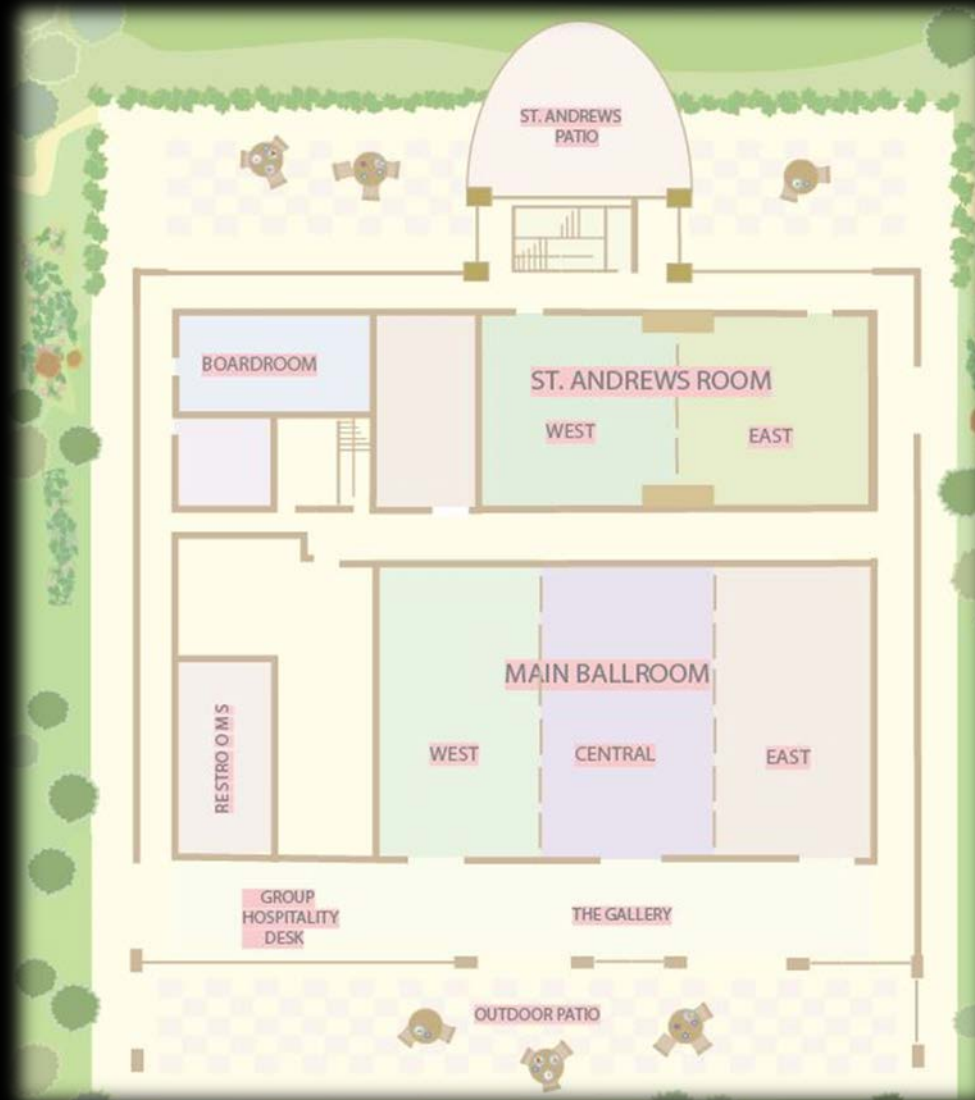 ST. ANDREWS
PATIO
BOARDROOM
ST. ANDREWS ROOM
WEST
EAST
MAIN BALLROOM
WEST
CENTRAL
EAST
RESTROOMS
GROUP
HOSPITALITY
DESK
THE GALLERY
OUTDOOR PATIO